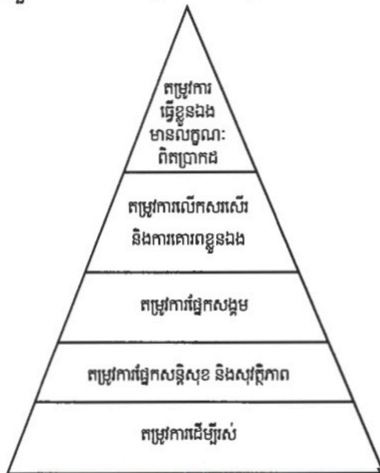 តម្រូវការ
ធ្វើខ្លួនឯង
មានលក្ខណៈ
ពិតប្រាកដ
តម្រូវការលើកសរសើរ
និងការគោរពខ្លួនឯង
តម្រូវការផ្នែកសង្គម
តម្រូវការផ្នែកសន្តិសុខ និងសុវត្ថិភាព
តម្រូវការដើម្បីរស់